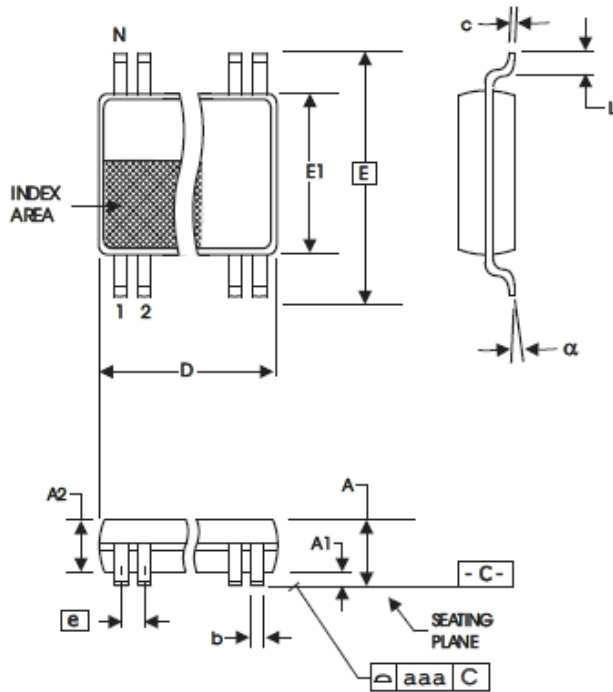 N
c
L
E1
E
INDEX
AREA
1 2
α
D
A2
A
A1
- C -
e
b
SEATING
PLANE
aaa C